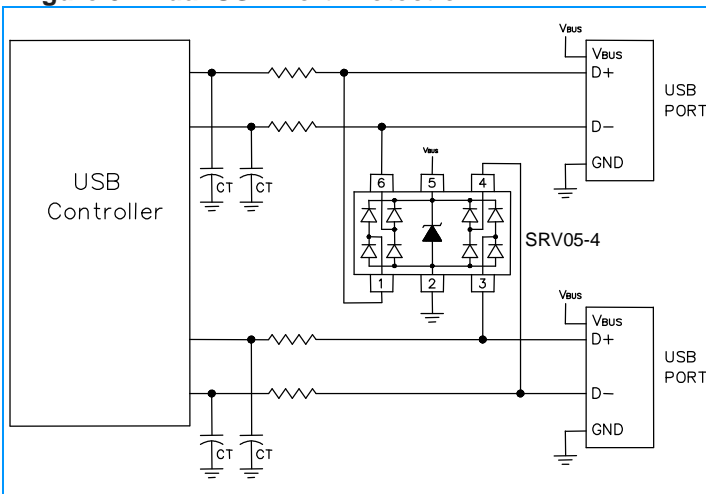 VBUS
VBUS
D+
USB
PORT
D−
GND
CT
CT
USB
Controller
VBUS
6
5
4
SRV05-4
1
2
3
VBUS
VBUS
D+
USB
PORT
D−
GND
CT
CT